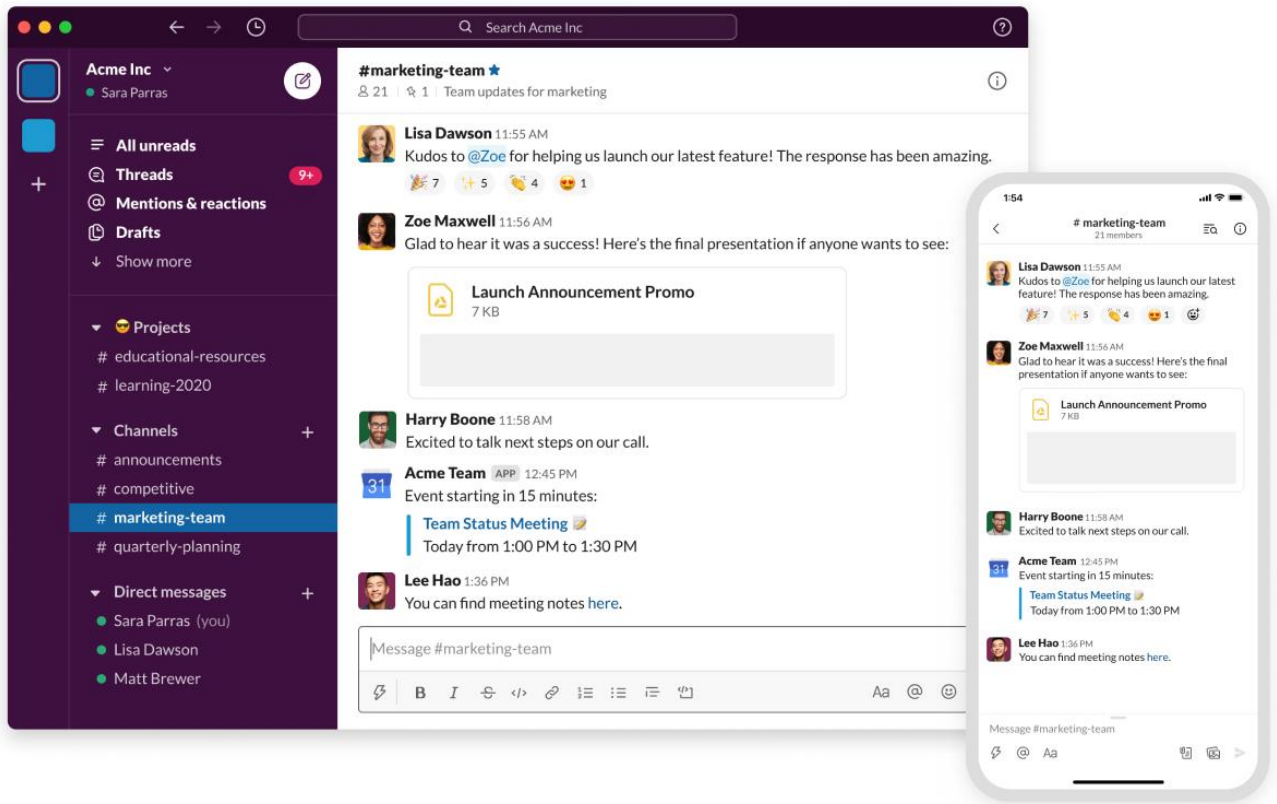 Search Acme Inc
Acme Inc
Sara Parras
All unreads
Threads 9+
Mentions & reactions
Drafts
Show more
Projects
# educational-resources
# learning-2020
Channels
# announcements
# competitive
# marketing-team
# quarterly-planning
Direct messages
Sara Parras (you)
Lisa Dawson
Matt Brewer
#marketing-team
21 | 1 | Team updates for marketing
Lisa Dawson 11:55 AM
Kudos to @Zoe for helping us launch our latest feature! The response has been amazing.
7 5 4 1
Zoe Maxwell 11:56 AM
Glad to hear it was a success! Here’s the final presentation if anyone wants to see:
Launch Announcement Promo
7 KB
Harry Boone 11:58 AM
Excited to talk next steps on our call.
31 Acme Team APP 12:45 PM
Event starting in 15 minutes:
Team Status Meeting
Today from 1:00 PM to 1:30 PM
Lee Hao 1:36 PM
You can find meeting notes here.
Message #marketing-team
B I S </> Aa @
1:54
# marketing-team
21 members
Lisa Dawson 11:55 AM
Kudos to @Zoe for helping us launch our latest
feature! The response has been amazing.
7 5 4 1
Zoe Maxwell 11:56 AM
Glad to hear it was a success! Here’s the final
presentation if anyone wants to see:
Launch Announcement Promo
7 KB
Harry Boone 11:58 AM
Excited to talk next steps on our call.
31 Acme Team 12:45 PM
Event starting in 15 minutes:
Team Status Meeting
Today from 1:00 PM to 1:30 PM
Lee Hao 1:36 PM
You can find meeting notes here.
Message #marketing-team
@ Aa